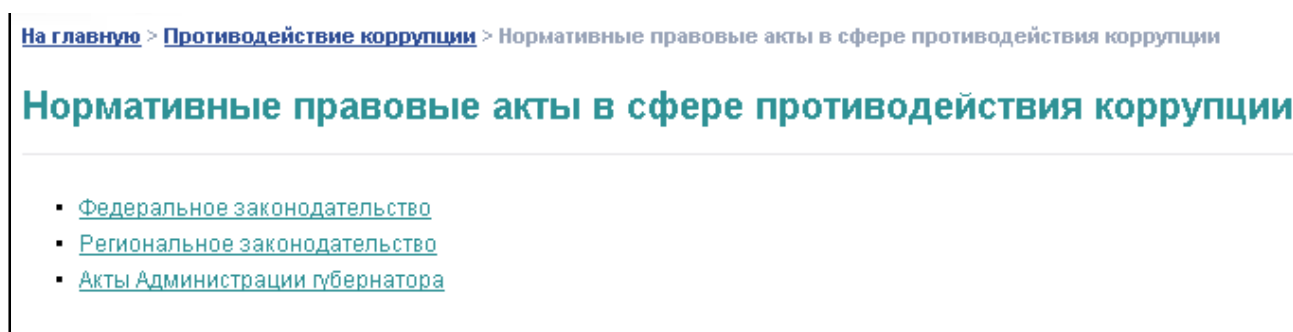 На главную > Противодействие коррупции > Нормативные правовые акты в сфере противодействия коррупции
Нормативные правовые акты в сфере противодействия коррупции
Федеральное законодательство
Региональное законодательство
Акты Администрации губернатора